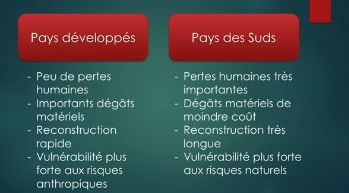 Pays développés
- Peu de pertes
humaines
- Importants dégâts
matériels
- Reconstruction
rapide
- Vulnérabilité plus
forte aux risques
anthropiques
Pays des Suds
- Pertes humaines très
importantes
- Dégâts matériels de
moindre coût
- Reconstruction très
longue
- Vulnérabilité plus forte
aux risques naturels